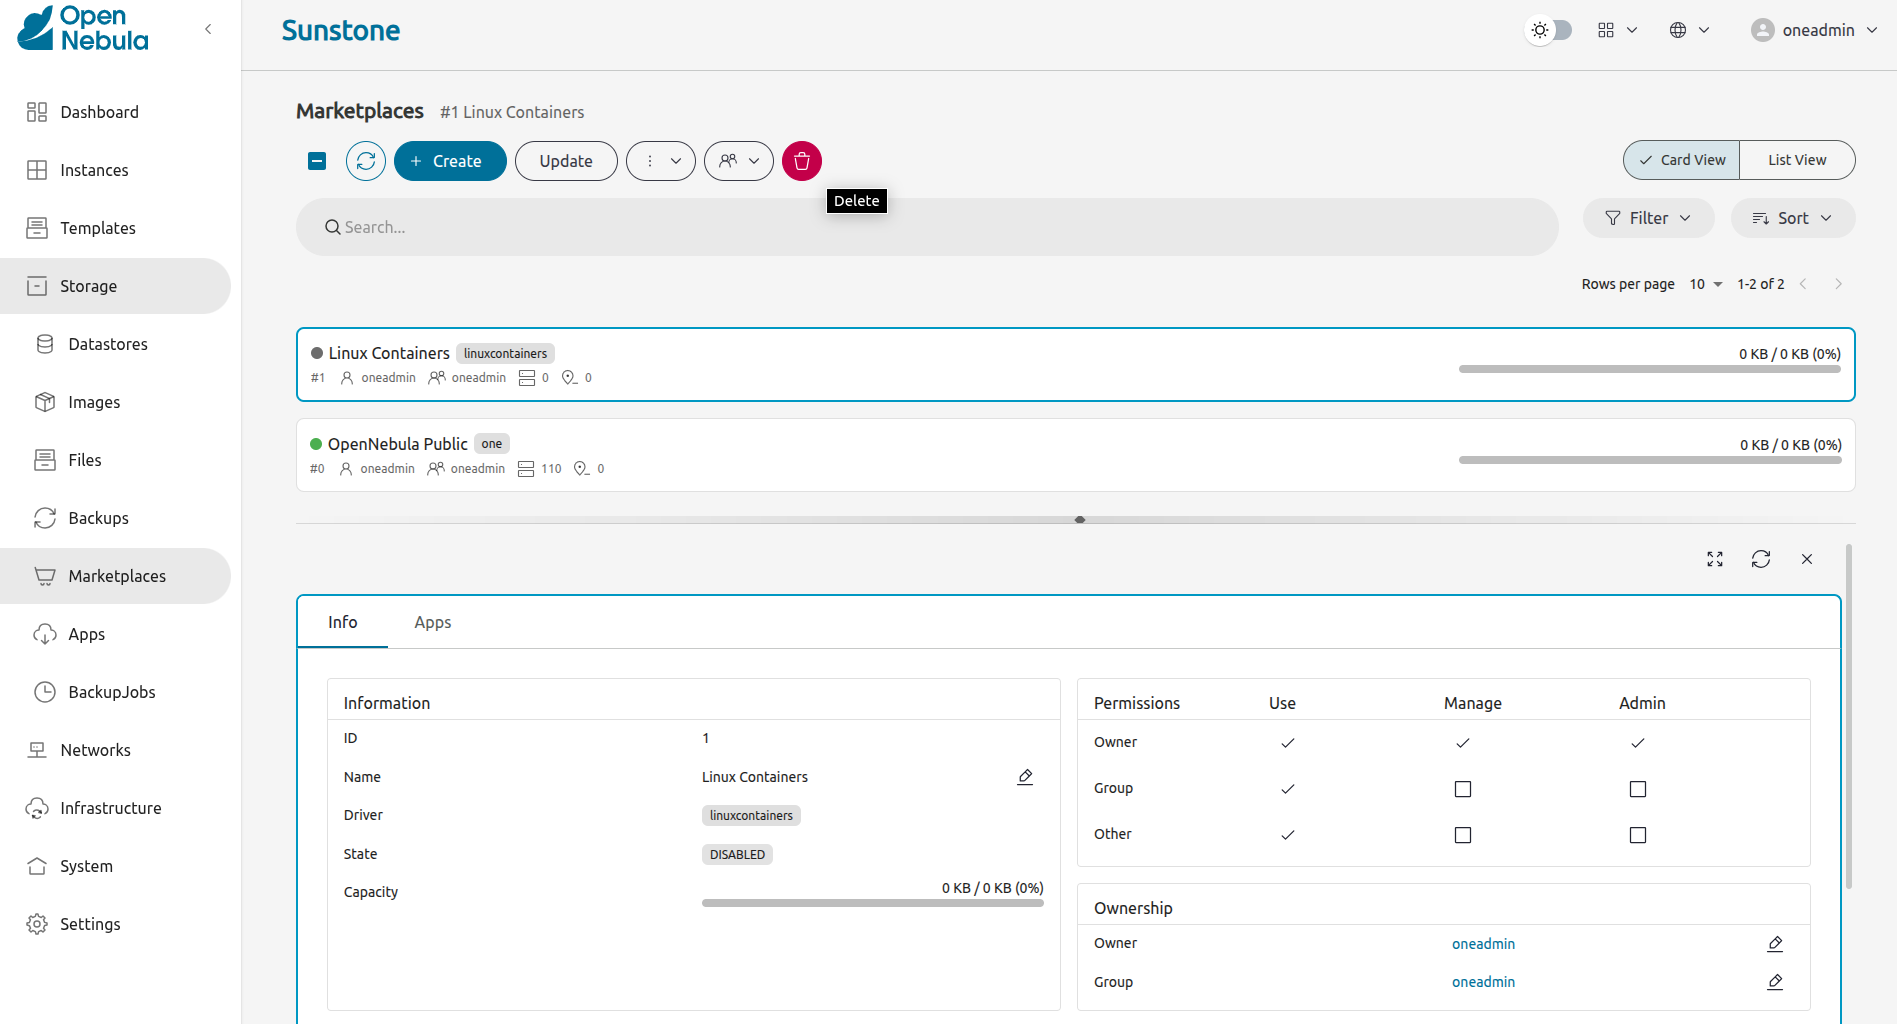 Open
Nebula
Sunstone
oneadmin
Dashboard
Instances
Templates
Storage
Datastores
Images
Files
Backups
Marketplaces
Apps
BackupJobs
Networks
Infrastructure
System
Settings
Marketplaces #1 Linux Containers
Create Update Card View List View
Delete
Search... Filter Sort
Rows per page 10 1-2 of 2
Linux Containers linuxcontainers 0 KB / 0 KB (0%)
#1 oneadmin oneadmin 0 0
OpenNebula Public one 0 KB / 0 KB (0%)
#0 oneadmin oneadmin 110 0
Info Apps
Information
ID 1
Name Linux Containers
Driver linuxcontainers
State DISABLED
Capacity 0 KB / 0 KB (0%)
Permissions Use Manage Admin
Owner
Group
Other
Ownership
Owner oneadmin
Group oneadmin